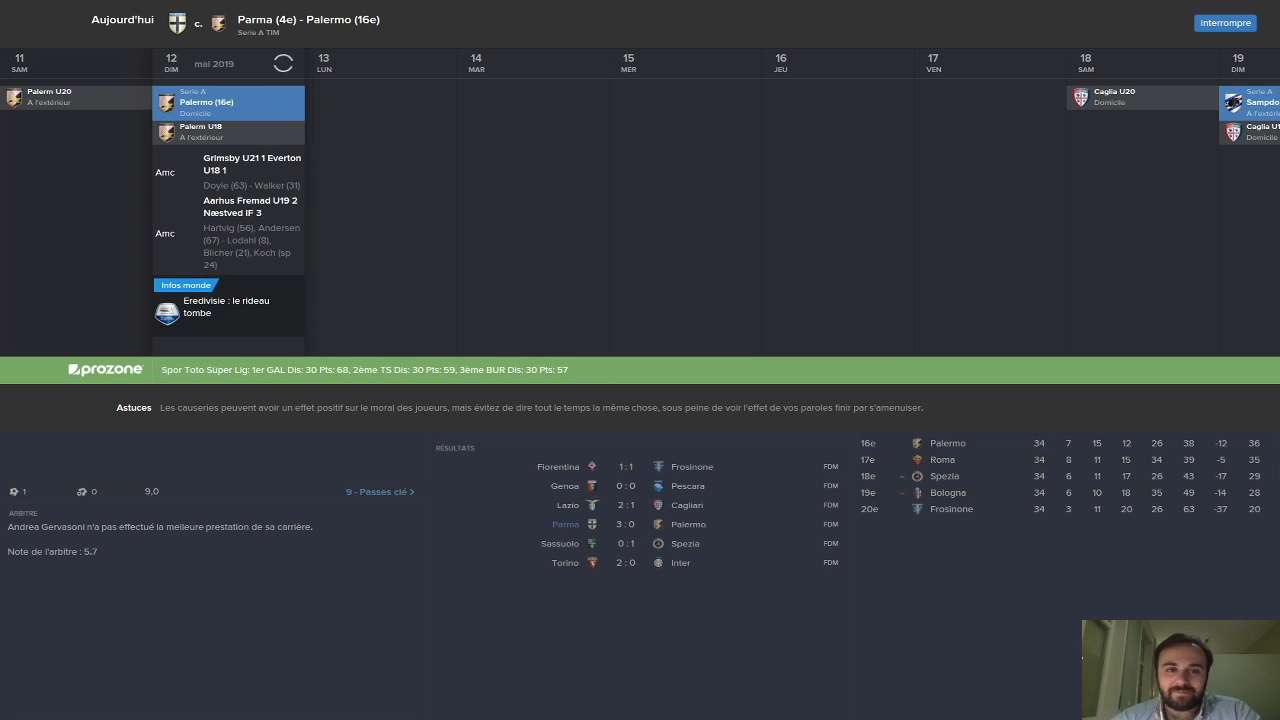 Aujourd'hui
c.
Parma (4e) - Palermo (16e)
Serie A TIM
Interrompre
11
SAM
12
DIM
mai 2019
13
LUN
14
MAR
15
MER
16
JEU
17
VEN
18
SAM
19
DIM
Palerm U20
À l'extérieur
Serie A
Palermo (16e)
Domicile
Palerm U18
À l'extérieur
Caglia U20
Domicile
Serie A
Sampdo
À l'extérie
Caglia U1
Domicile
Amc
Grimsby U21 1 Everton
U18 1
Doyle (63) - Walker (31)
Amc
Aarhus Fremad U19 2
Næstved IF 3
Hartvig (56), Andersen
(67) - Lodahl (8),
Blicher (21), Koch (sp
24)
Infos monde
Eredivisie : le rideau
tombe
prozone
Spor Toto Süper Lig: 1er GAL Dis: 30 Pts: 68, 2ème TS Dis: 30 Pts: 59, 3ème BUR Dis: 30 Pts: 57
Astuces
Les causeries peuvent avoir un effet positif sur le moral des joueurs, mais évitez de dire tout le temps la même chose, sous peine de voir l'effet de vos paroles finir par s'amenuiser.
1 0 9,0 9 - Passes clé >
ARBITRE
Andrea Gervasoni n'a pas effectué la meilleure prestation de sa carrière.
Note de l'arbitre : 5.7
RÉSULTATS
Fiorentina 1 : 1 Frosinone FDM
Genoa 0 : 0 Pescara FDM
Lazio 2 : 1 Cagliari FDM
Parma 3 : 0 Palermo FDM
Sassuolo 0 : 1 Spezia FDM
Torino 2 : 0 Inter FDM
16e Palermo 34 7 15 12 26 38 -12 36
17e Roma 34 8 11 15 34 39 -5 35
18e Spezia 34 6 11 17 26 43 -17 29
19e Bologna 34 6 10 18 35 49 -14 28
20e Frosinone 34 3 11 20 26 63 -37 20